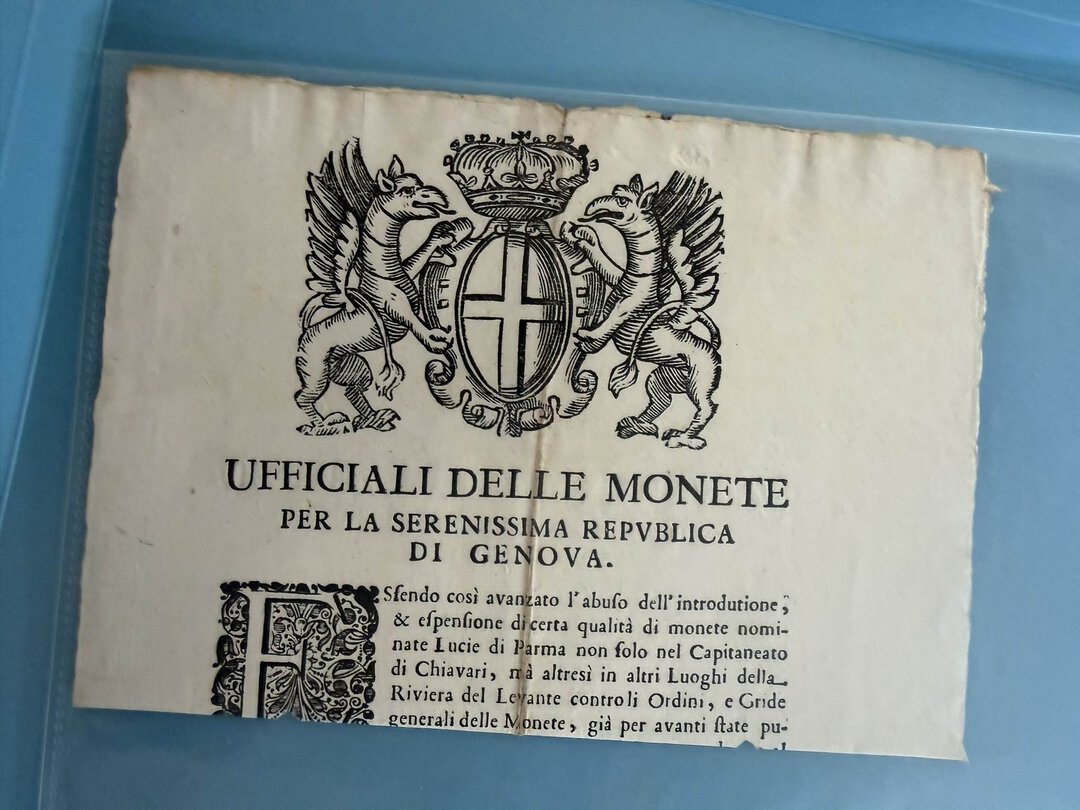 UFFICIALI DELLE MONETE
PER LA SERENISSIMA REPVBLICA
DI GENOVA.
ESſendo così avanzato l'abuſo dell'introdutione,
& eſpenſione di certa qualità di monete nomi-
nate Lucie di Parma non ſolo nel Capitaneato
di Chiavari, mà altresì in altri Luoghi della
Riviera del Levante contro li Ordini, e Gride
generali delle Monete, già per avanti ſtate pu-